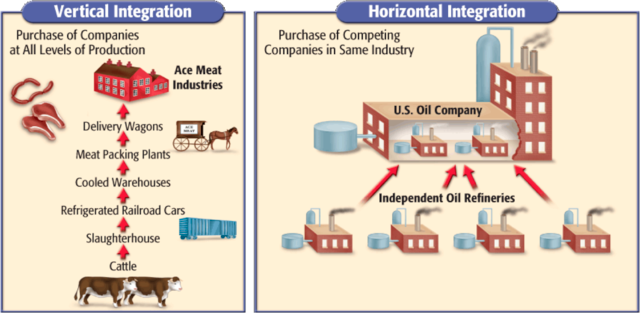 Vertical Integration
Purchase of Companies
at All Levels of Production
Ace Meat
Industries
Delivery Wagons
ACE
MEAT
Meat Packing Plants
Cooled Warehouses
Refrigerated Railroad Cars
Slaughterhouse
Cattle
Horizontal Integration
Purchase of Competing
Companies in Same Industry
U.S. Oil Company
Independent Oil Refineries